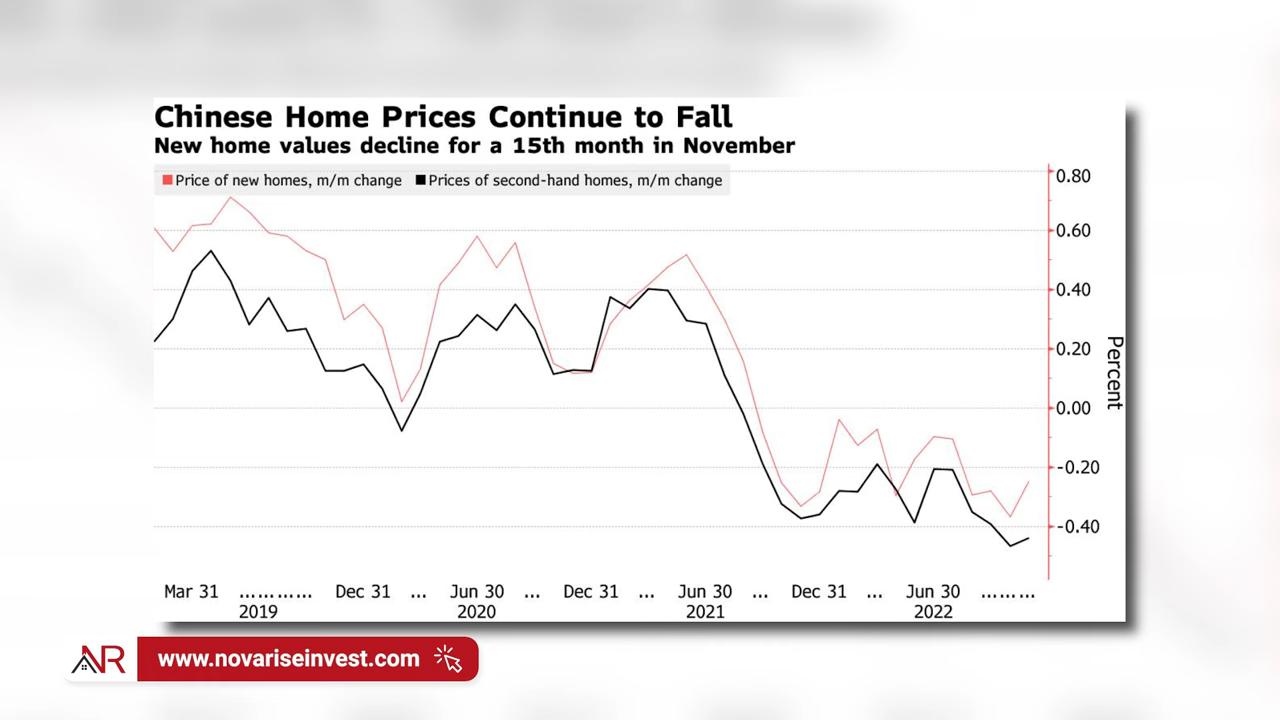 Chinese Home Prices Continue to Fall
New home values decline for a 15th month in November
Price of new homes, m/m change Prices of second-hand homes, m/m change
0.80
0.60
0.40
0.20
0.00
-0.20
-0.40
Percent
Mar 31 ............ Dec 31 ... Jun 30 ... Dec 31 ... Jun 30 ... Dec 31 ... Jun 30 .........
2019 2020 2021 2022
NR www.novariseinvest.com